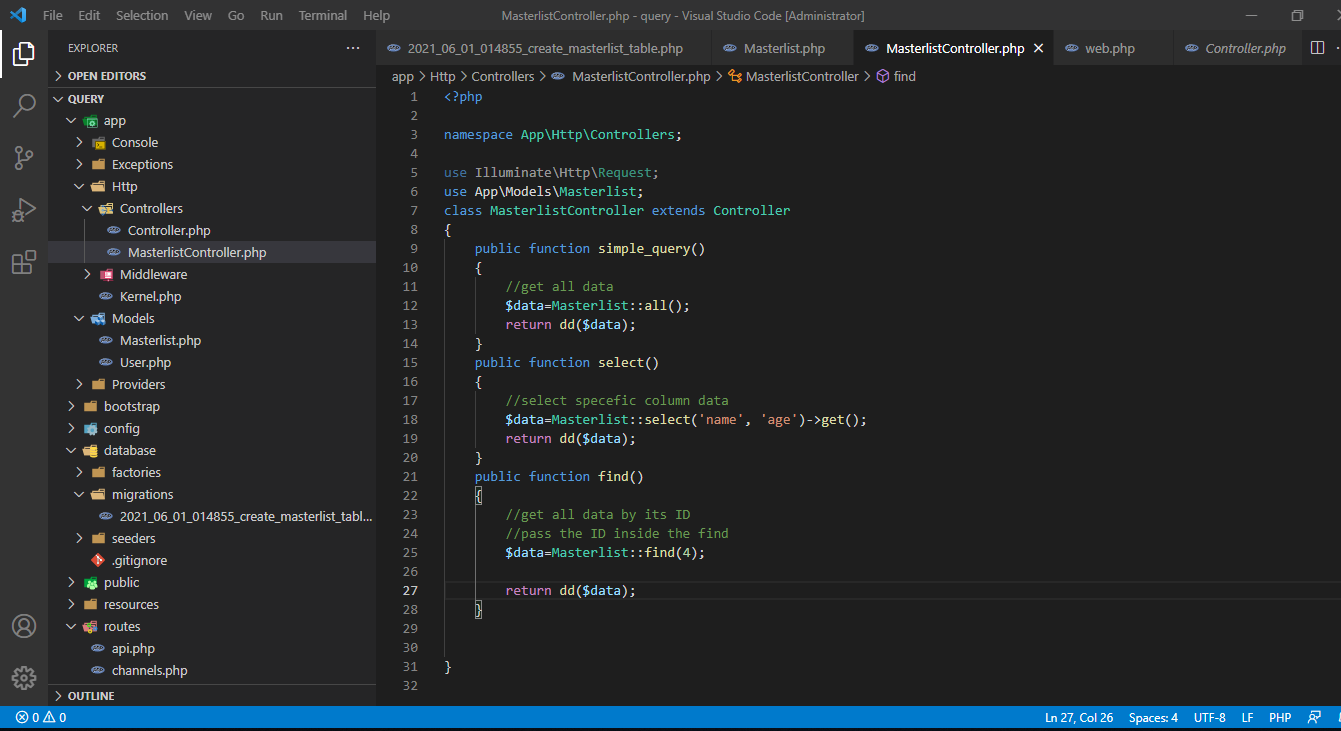 File Edit Selection View Go Run Terminal Help MasterlistController.php - query - Visual Studio Code [Administrator]
EXPLORER ···
OPEN EDITORS
QUERY
app
Console
Exceptions
Http
Controllers
Controller.php
MasterlistController.php
Middleware
Kernel.php
Models
Masterlist.php
User.php
Providers
bootstrap
config
database
factories
migrations
2021_06_01_014855_create_masterlist_tabl...
seeders
.gitignore
public
resources
routes
api.php
channels.php
OUTLINE
2021_06_01_014855_create_masterlist_table.php Masterlist.php MasterlistController.php web.php Controller.php
app > Http > Controllers > MasterlistController.php > MasterlistController > find
1 <?php
2
3 namespace App\Http\Controllers;
4
5 use Illuminate\Http\Request;
6 use App\Models\Masterlist;
7 class MasterlistController extends Controller
8 {
9 public function simple_query()
10 {
11 //get all data
12 $data=Masterlist::all();
13 return dd($data);
14 }
15 public function select()
16 {
17 //select specefic column data
18 $data=Masterlist::select('name', 'age')->get();
19 return dd($data);
20 }
21 public function find()
22 {
23 //get all data by its ID
24 //pass the ID inside the find
25 $data=Masterlist::find(4);
26
27 return dd($data);
28 }
29
30
31 }
32
0 0 Ln 27, Col 26 Spaces: 4 UTF-8 LF PHP